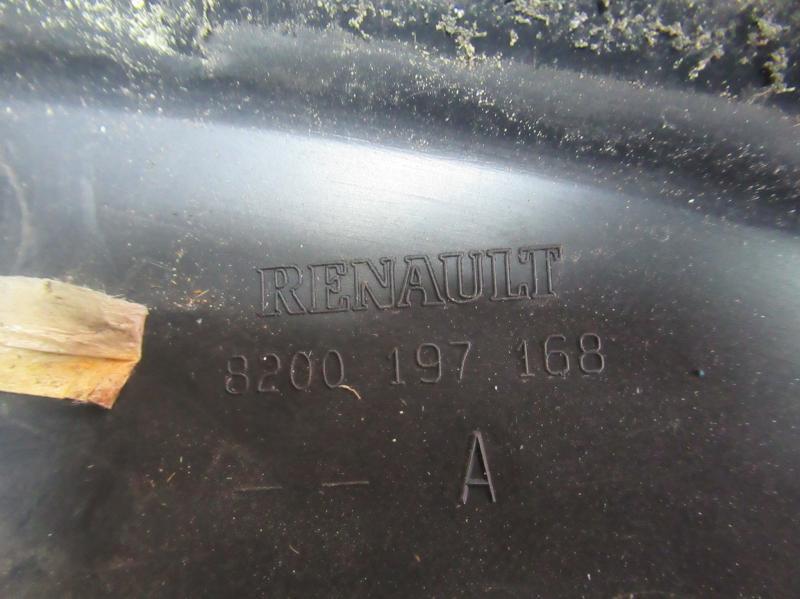 RENAULT
8200 197 168
-- A